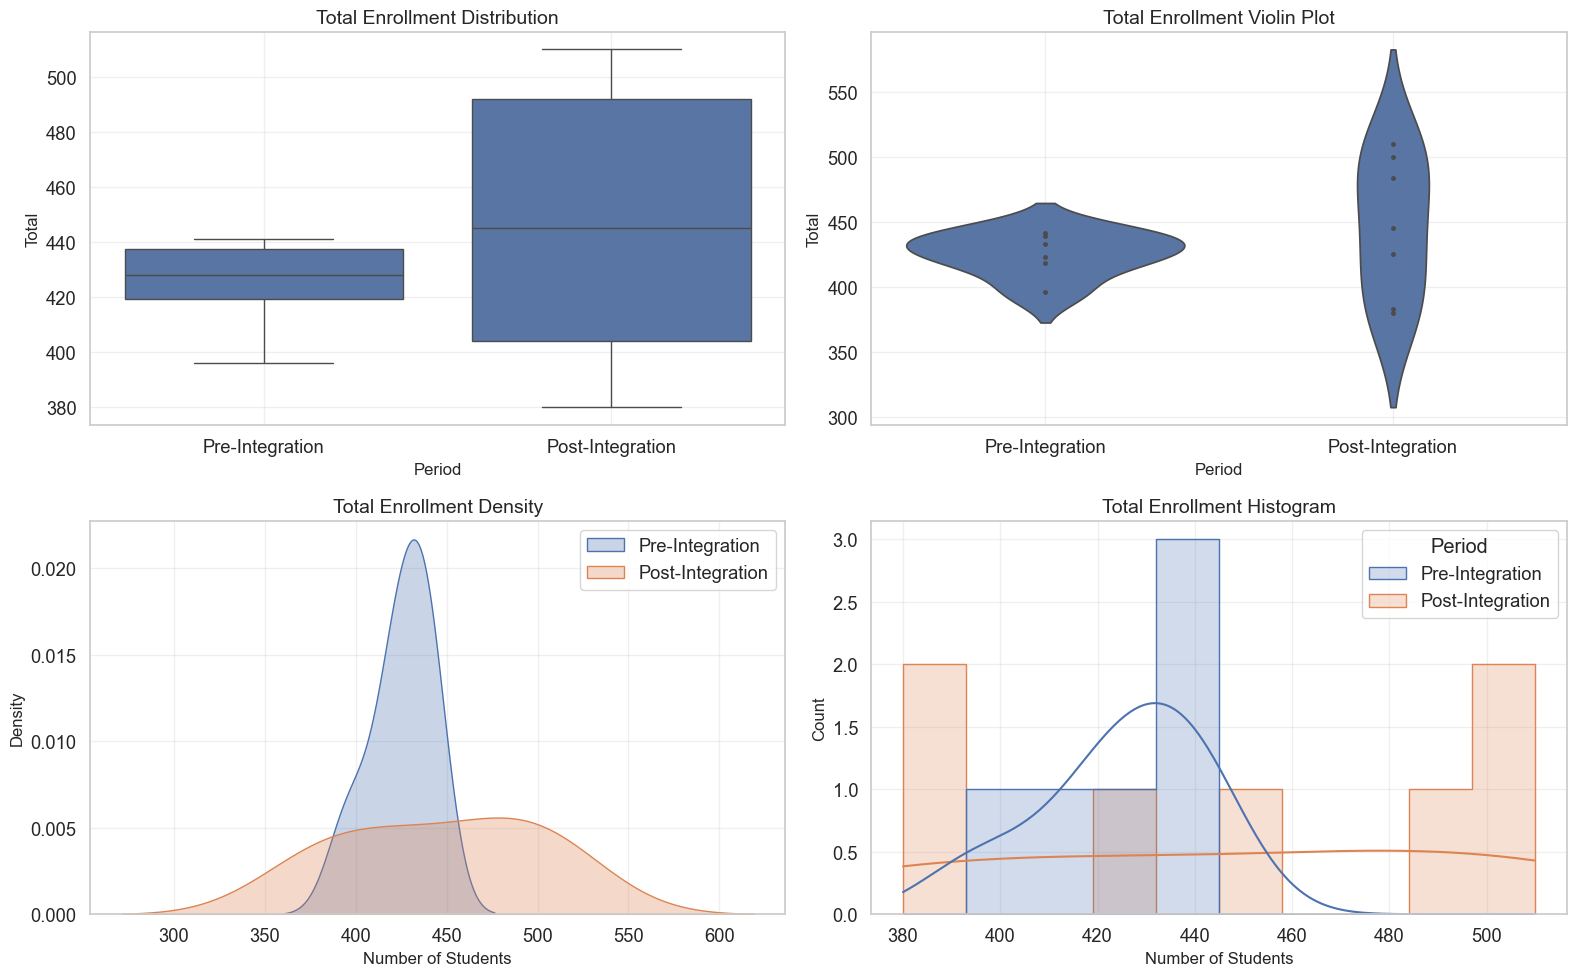 Total Enrollment Distribution
Total
500
480
460
440
420
400
380
Pre-Integration
Post-Integration
Period
Total Enrollment Violin Plot
Total
550
500
450
400
350
300
Pre-Integration
Post-Integration
Period
Total Enrollment Density
Density
0.020
0.015
0.010
0.005
0.000
Pre-Integration
Post-Integration
300 350 400 450 500 550 600
Number of Students
Total Enrollment Histogram
Count
3.0
2.5
2.0
1.5
1.0
0.5
0.0
Period
Pre-Integration
Post-Integration
380 400 420 440 460 480 500
Number of Students